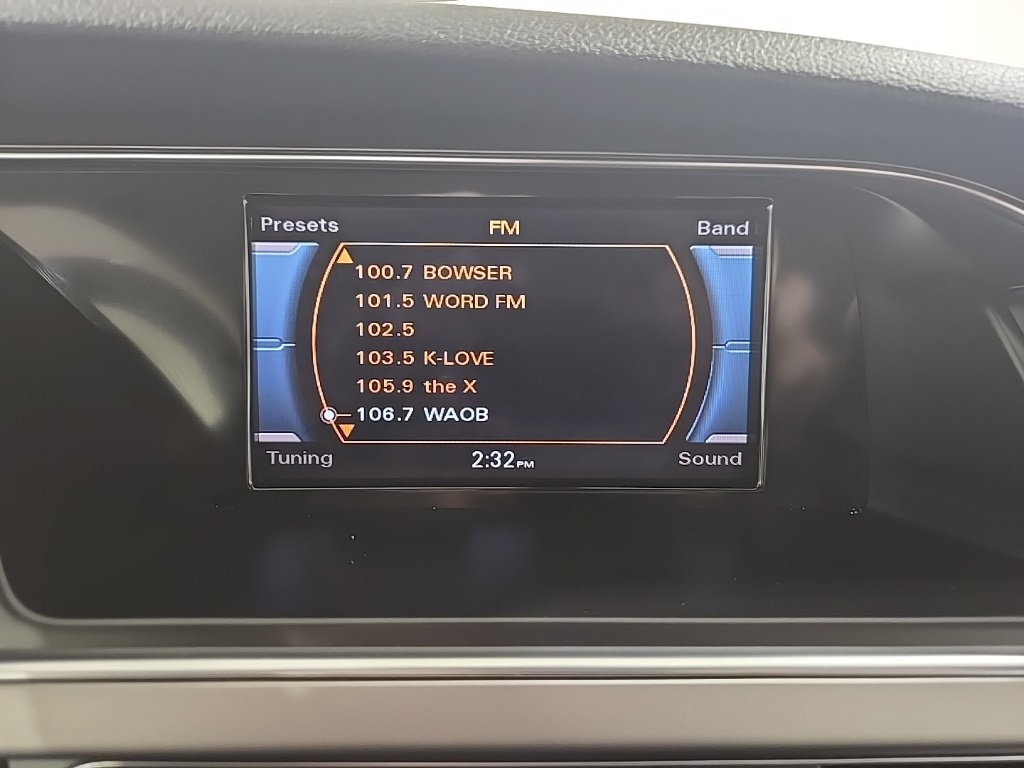 Presets FM Band
100.7 BOWSER
101.5 WORD FM
102.5
103.5 K-LOVE
105.9 the X
106.7 WAOB
Tuning 2:32PM Sound